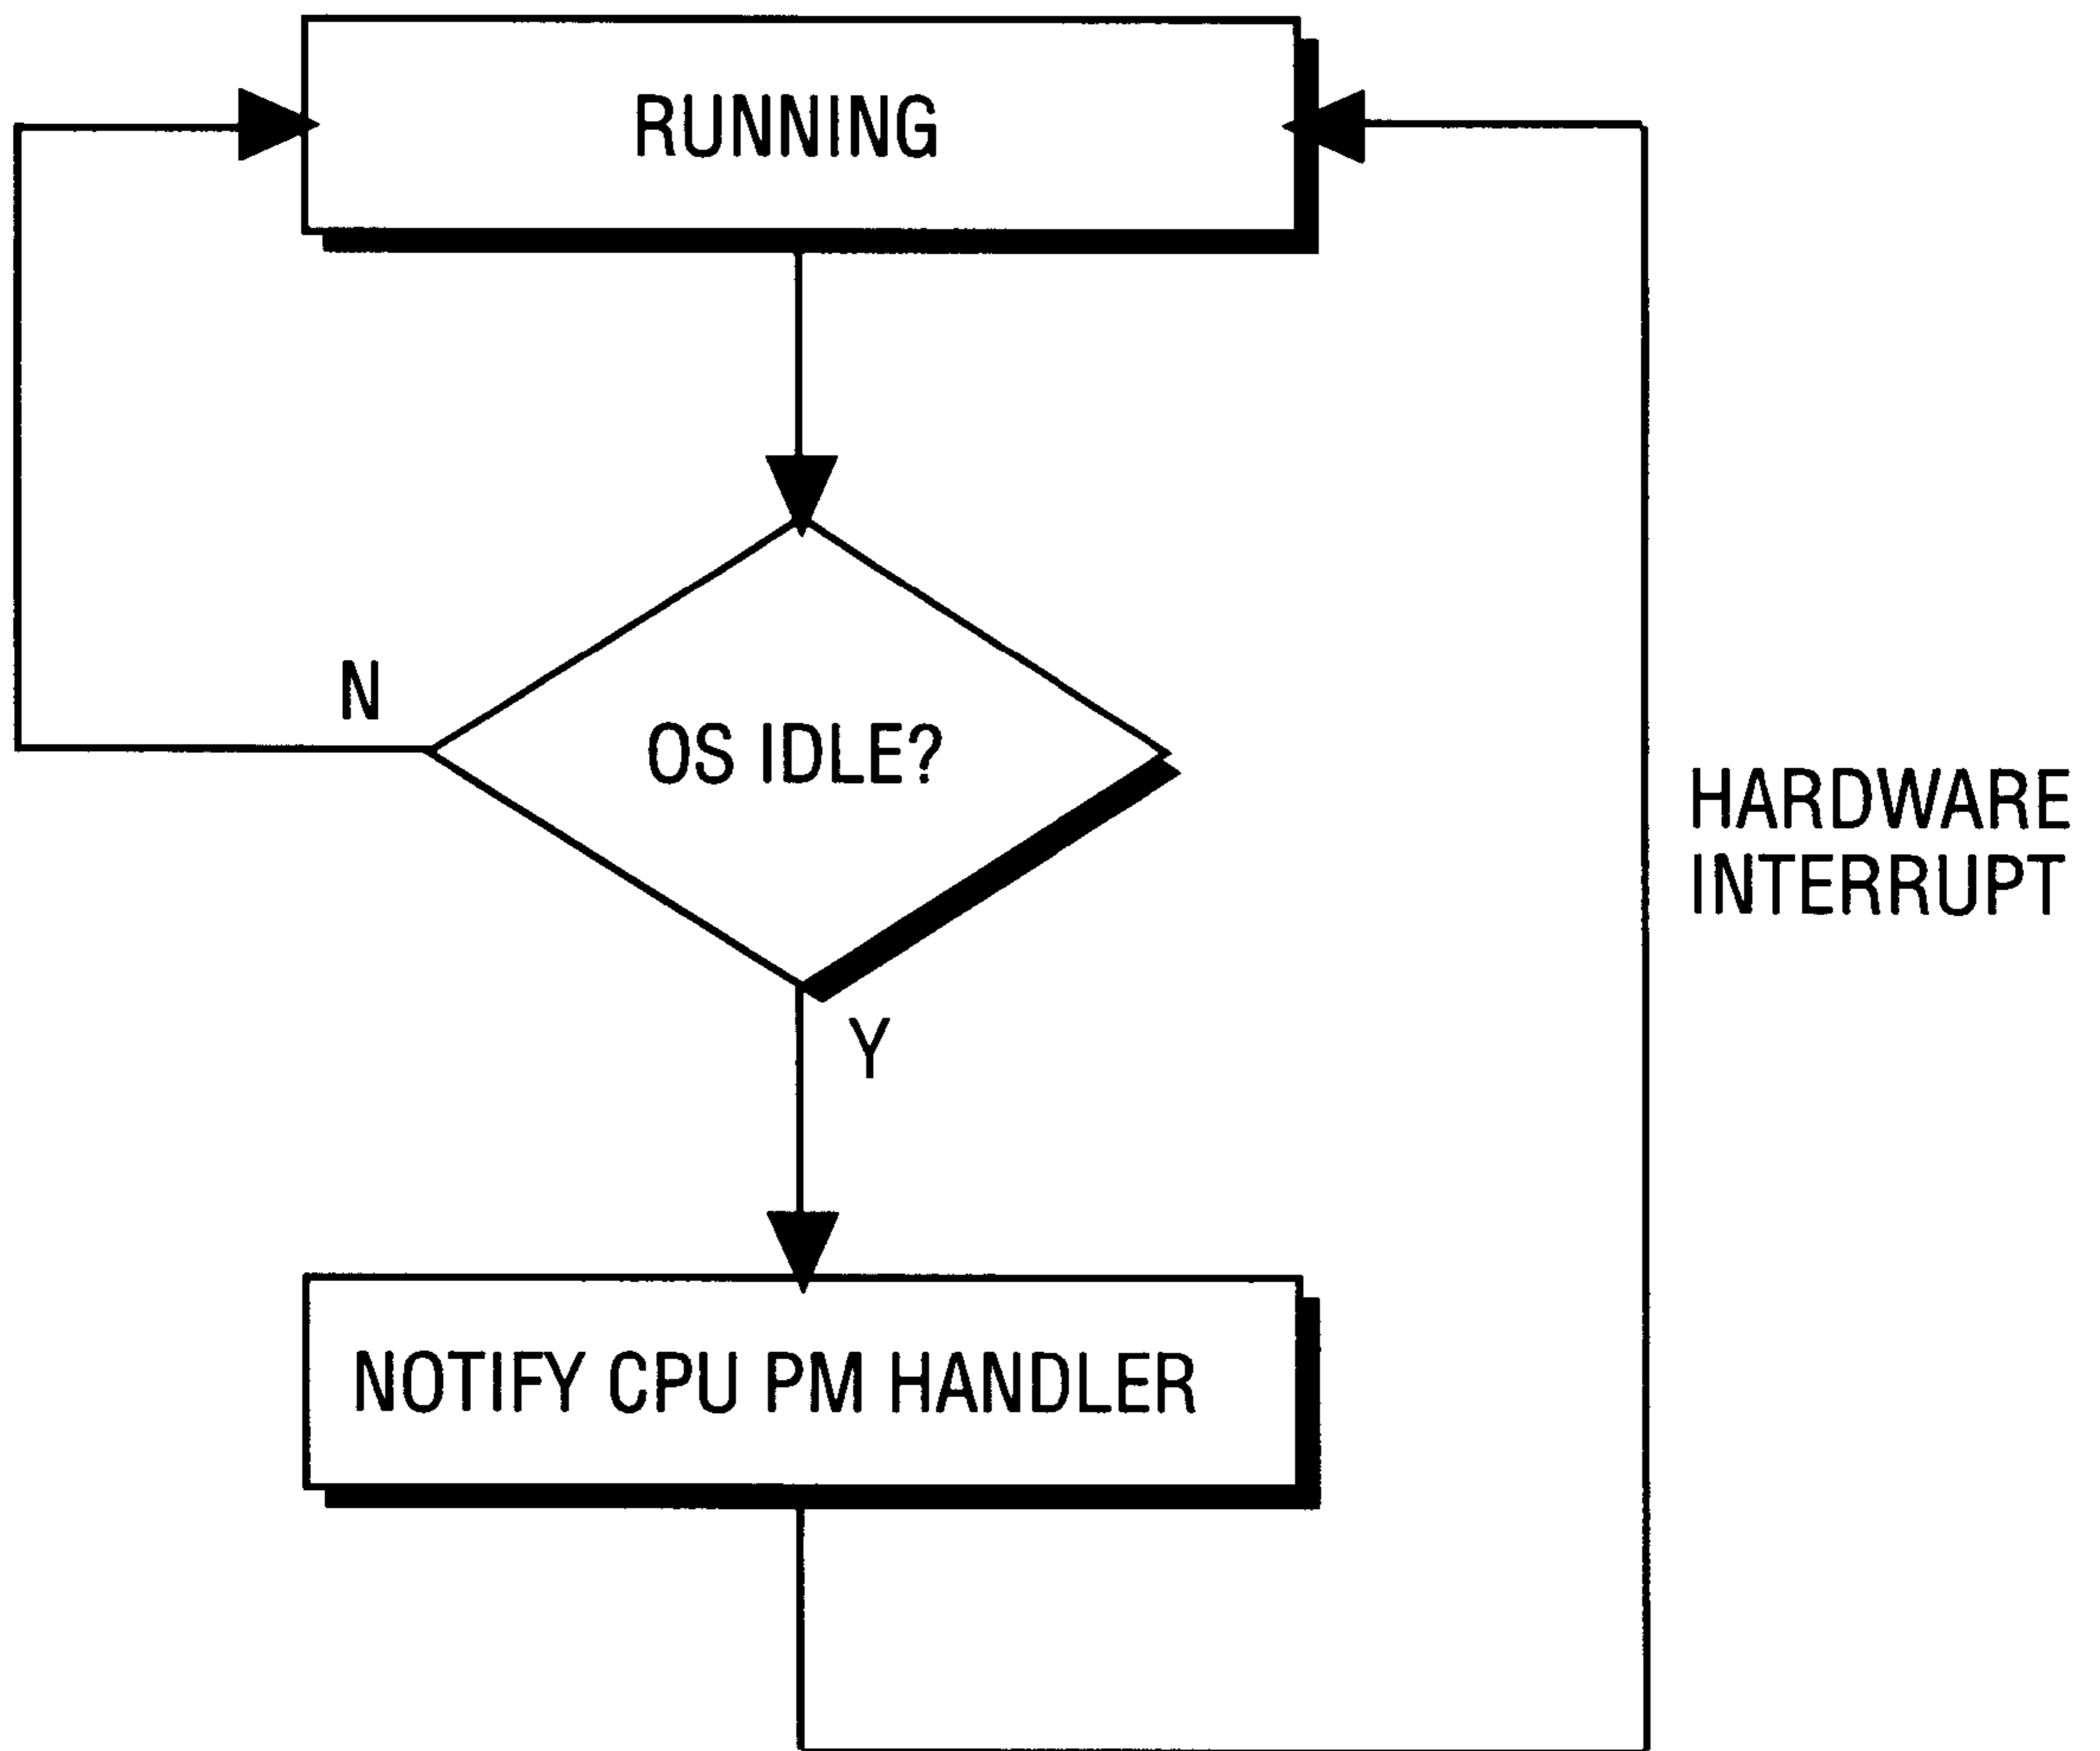 RUNNING
N
OS IDLE?
HARDWARE
INTERRUPT
Y
NOTIFY CPU PM HANDLER